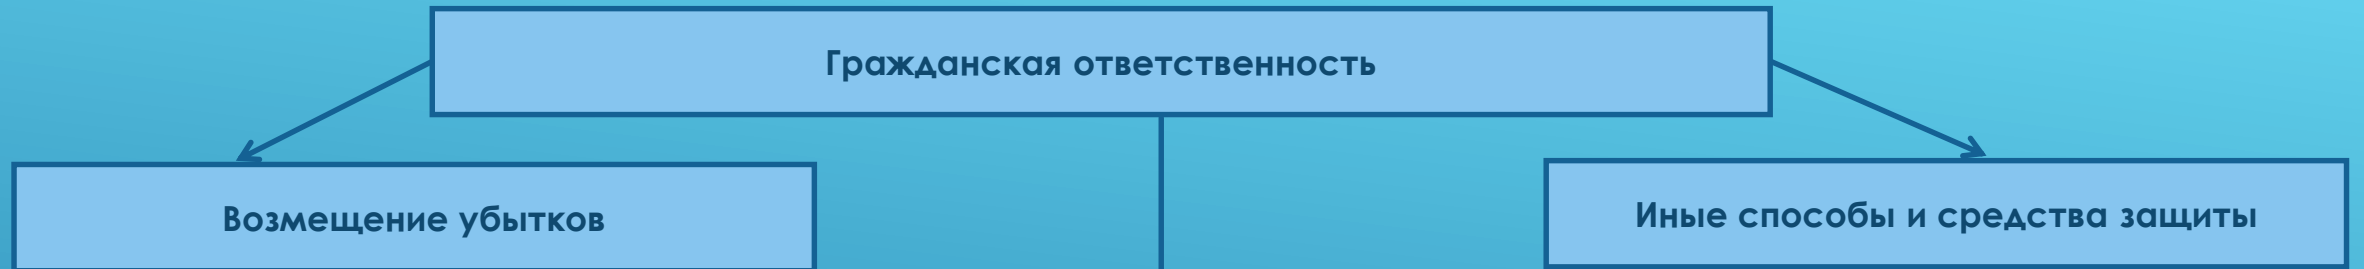 Гражданская ответственность
Возмещение убытков
Иные способы и средства защиты